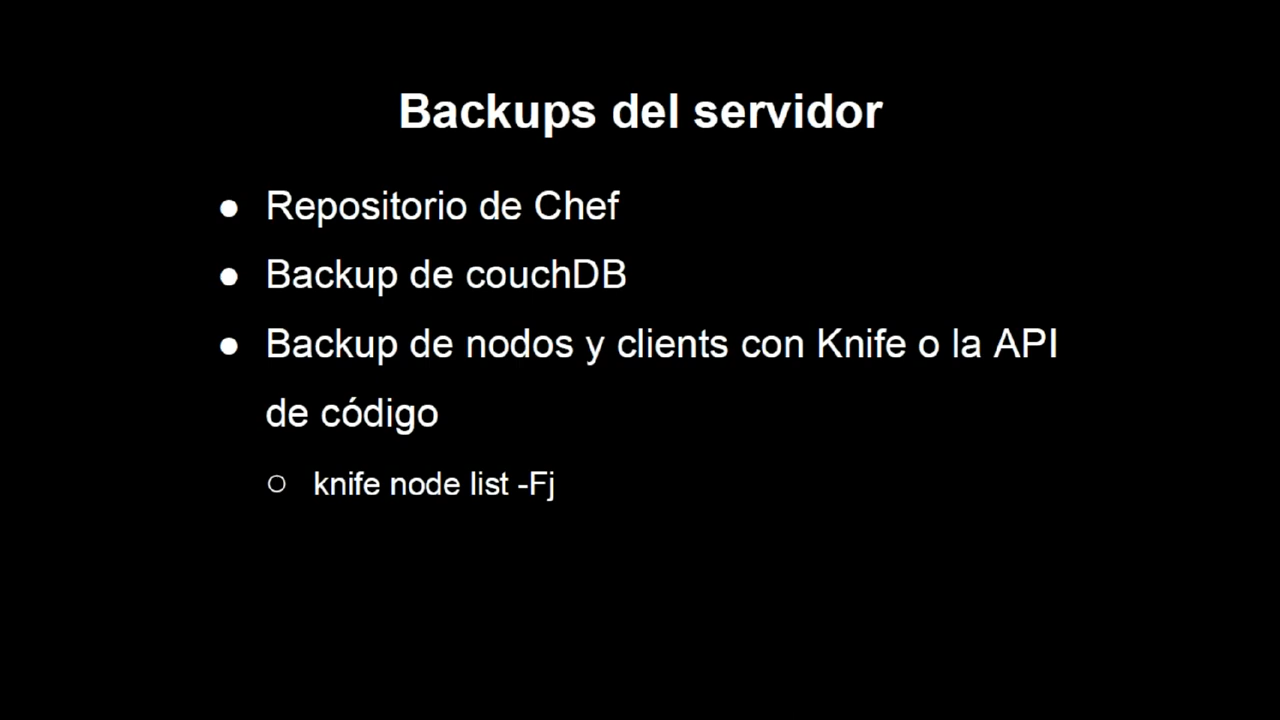 Backups del servidor
● Repositorio de Chef
● Backup de couchDB
● Backup de nodos y clients con Knife o la API
de código
○ knife node list -Fj